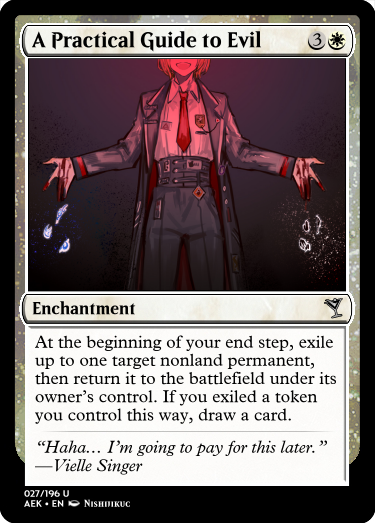 A Practical Guide to Evil 3
Enchantment
At the beginning of your end step, exile
up to one target nonland permanent,
then return it to the battlefield under its
owner's control. If you exiled a token
you control this way, draw a card.
“Haha… I'm going to pay for this later.”
—Vielle Singer
027/196 U
AEK • EN Nishijikuc